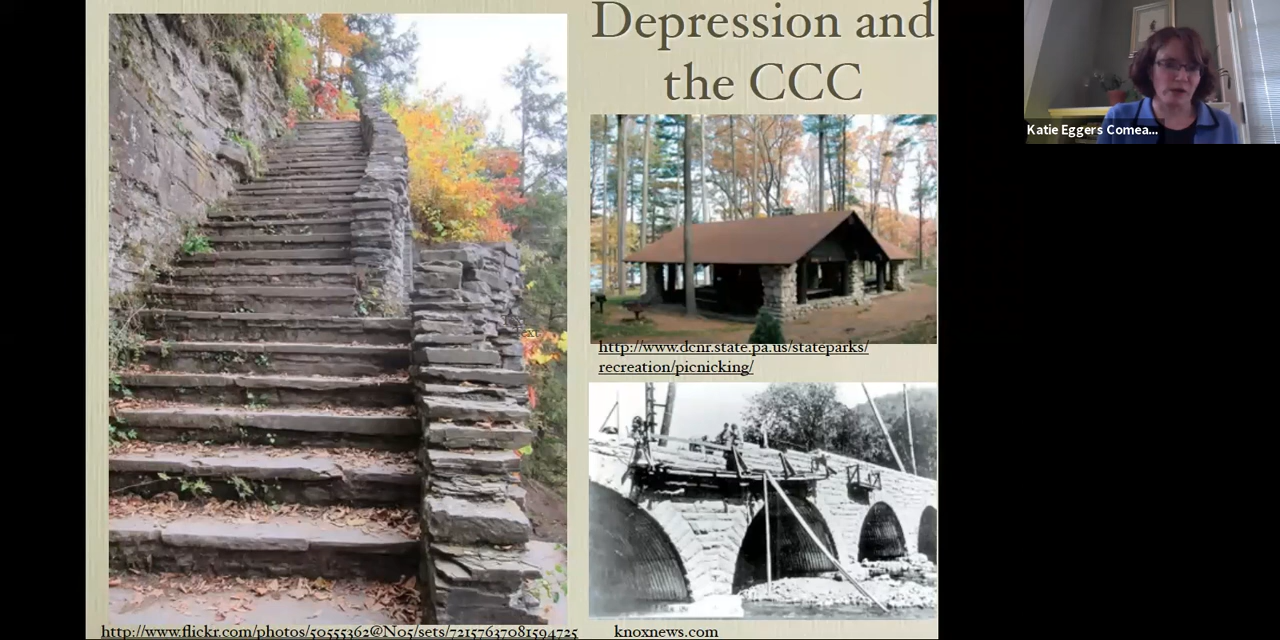 Depression and
the CCC
Katie Eggers Comea...
Text
http://www.dcnr.state.pa.us/stateparks/
recreation/picnicking/
http://www.flickr.com/photos/50555362@N05/sets/72157637081594725
knoxnews.com